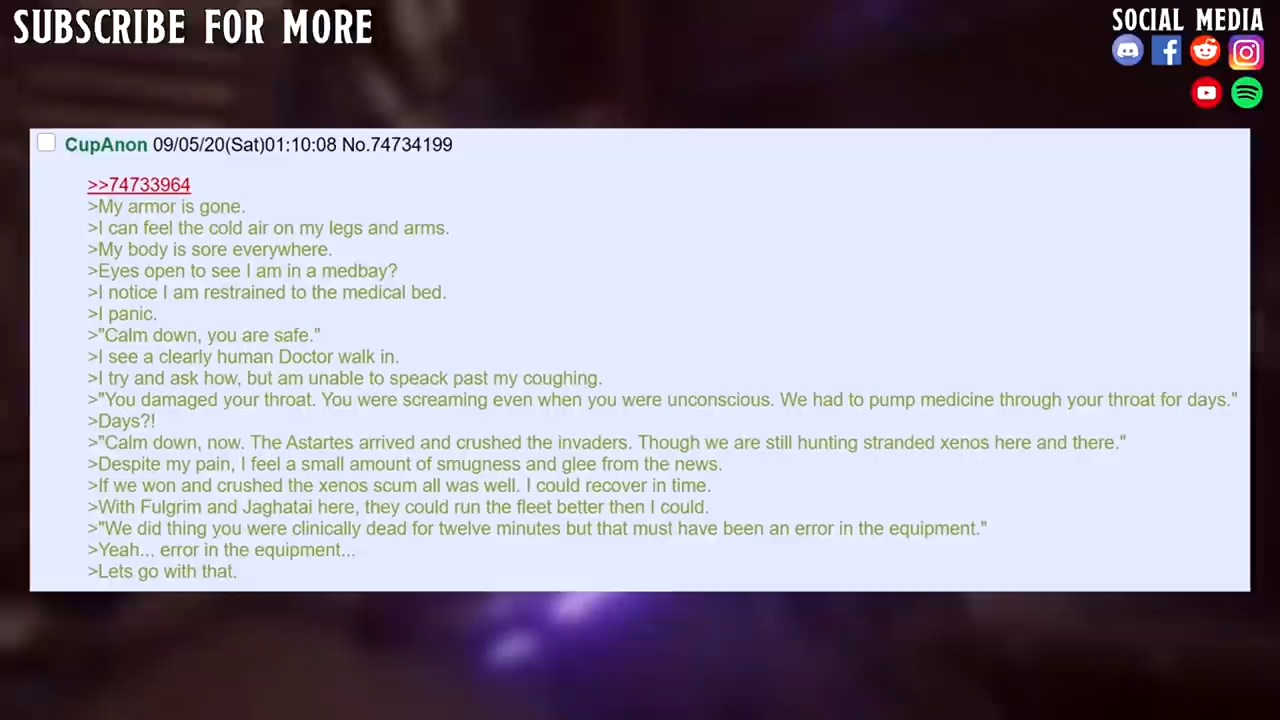 SUBSCRIBE FOR MORE
SOCIAL MEDIA
CupAnon 09/05/20(Sat)01:10:08 No.74734199
>>74733964
>My armor is gone.
>I can feel the cold air on my legs and arms.
>My body is sore everywhere.
>Eyes open to see I am in a medbay?
>I notice I am restrained to the medical bed.
>I panic.
>"Calm down, you are safe."
>I see a clearly human Doctor walk in.
>I try and ask how, but am unable to speack past my coughing.
>"You damaged your throat. You were screaming even when you were unconscious. We had to pump medicine through your throat for days."
>Days?!
>"Calm down, now. The Astartes arrived and crushed the invaders. Though we are still hunting stranded xenos here and there."
>Despite my pain, I feel a small amount of smugness and glee from the news.
>If we won and crushed the xenos scum all was well. I could recover in time.
>With Fulgrim and Jaghatai here, they could run the fleet better then I could.
>"We did thing you were clinically dead for twelve minutes but that must have been an error in the equipment."
>Yeah... error in the equipment...
>Lets go with that.